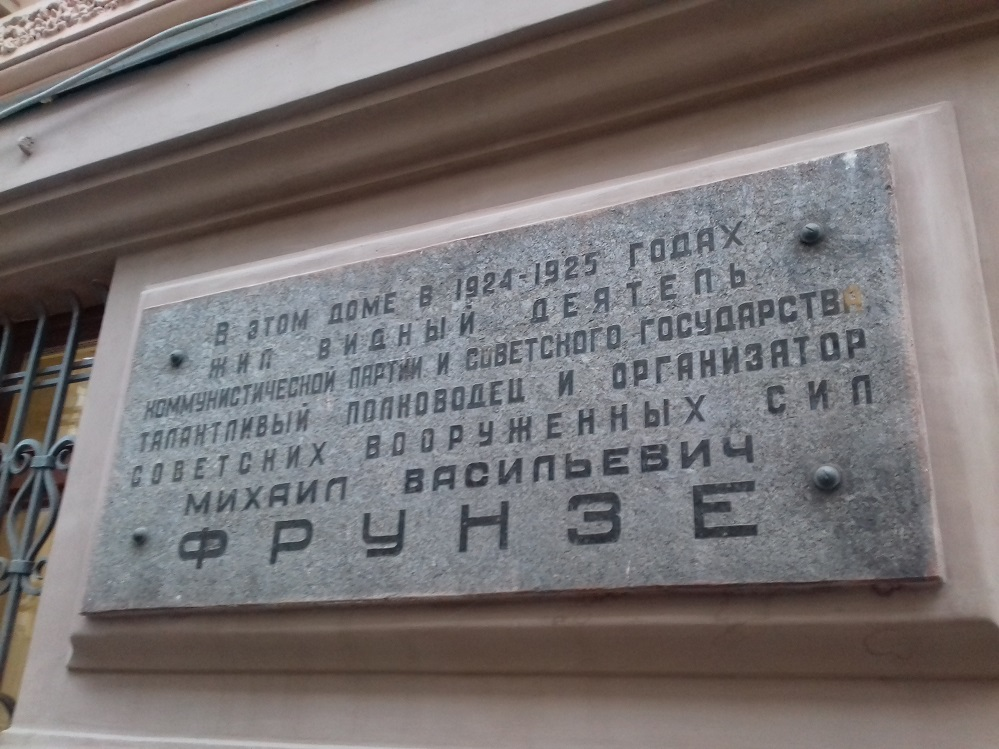 В ЭТОМ ДОМЕ В 1924-1925 ГОДАХ
ЖИЛ ВИДНЫЙ ДЕЯТЕЛЬ
КОММУНИСТИЧЕСКОЙ ПАРТИИ И СОВЕТСКОГО ГОСУДАРСТВА,
ТАЛАНТЛИВЫЙ ПОЛКОВОДЕЦ И ОРГАНИЗАТОР
СОВЕТСКИХ ВООРУЖЕННЫХ СИЛ
МИХАИЛ ВАСИЛЬЕВИЧ
ФРУНЗЕ